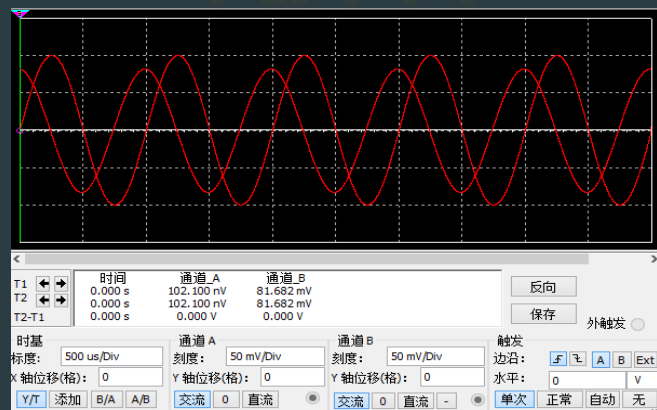 时间 通道_A 通道_B
T1 0.000 s 102.100 nV 81.682 mV
T2 0.000 s 102.100 nV 81.682 mV
T2-T1 0.000 s 0.000 V 0.000 V
反向
保存
外触发
时基 通道 A 通道 B 触发
标度: 500 us/Div 刻度: 50 mV/Div 刻度: 50 mV/Div 边沿: A B Ext
X 轴位移(格): 0 Y 轴位移(格): 0 Y 轴位移(格): 0 水平: 0 V
Y/T 添加 B/A A/B 交流 0 直流 交流 0 直流 - 单次 正常 自动 无